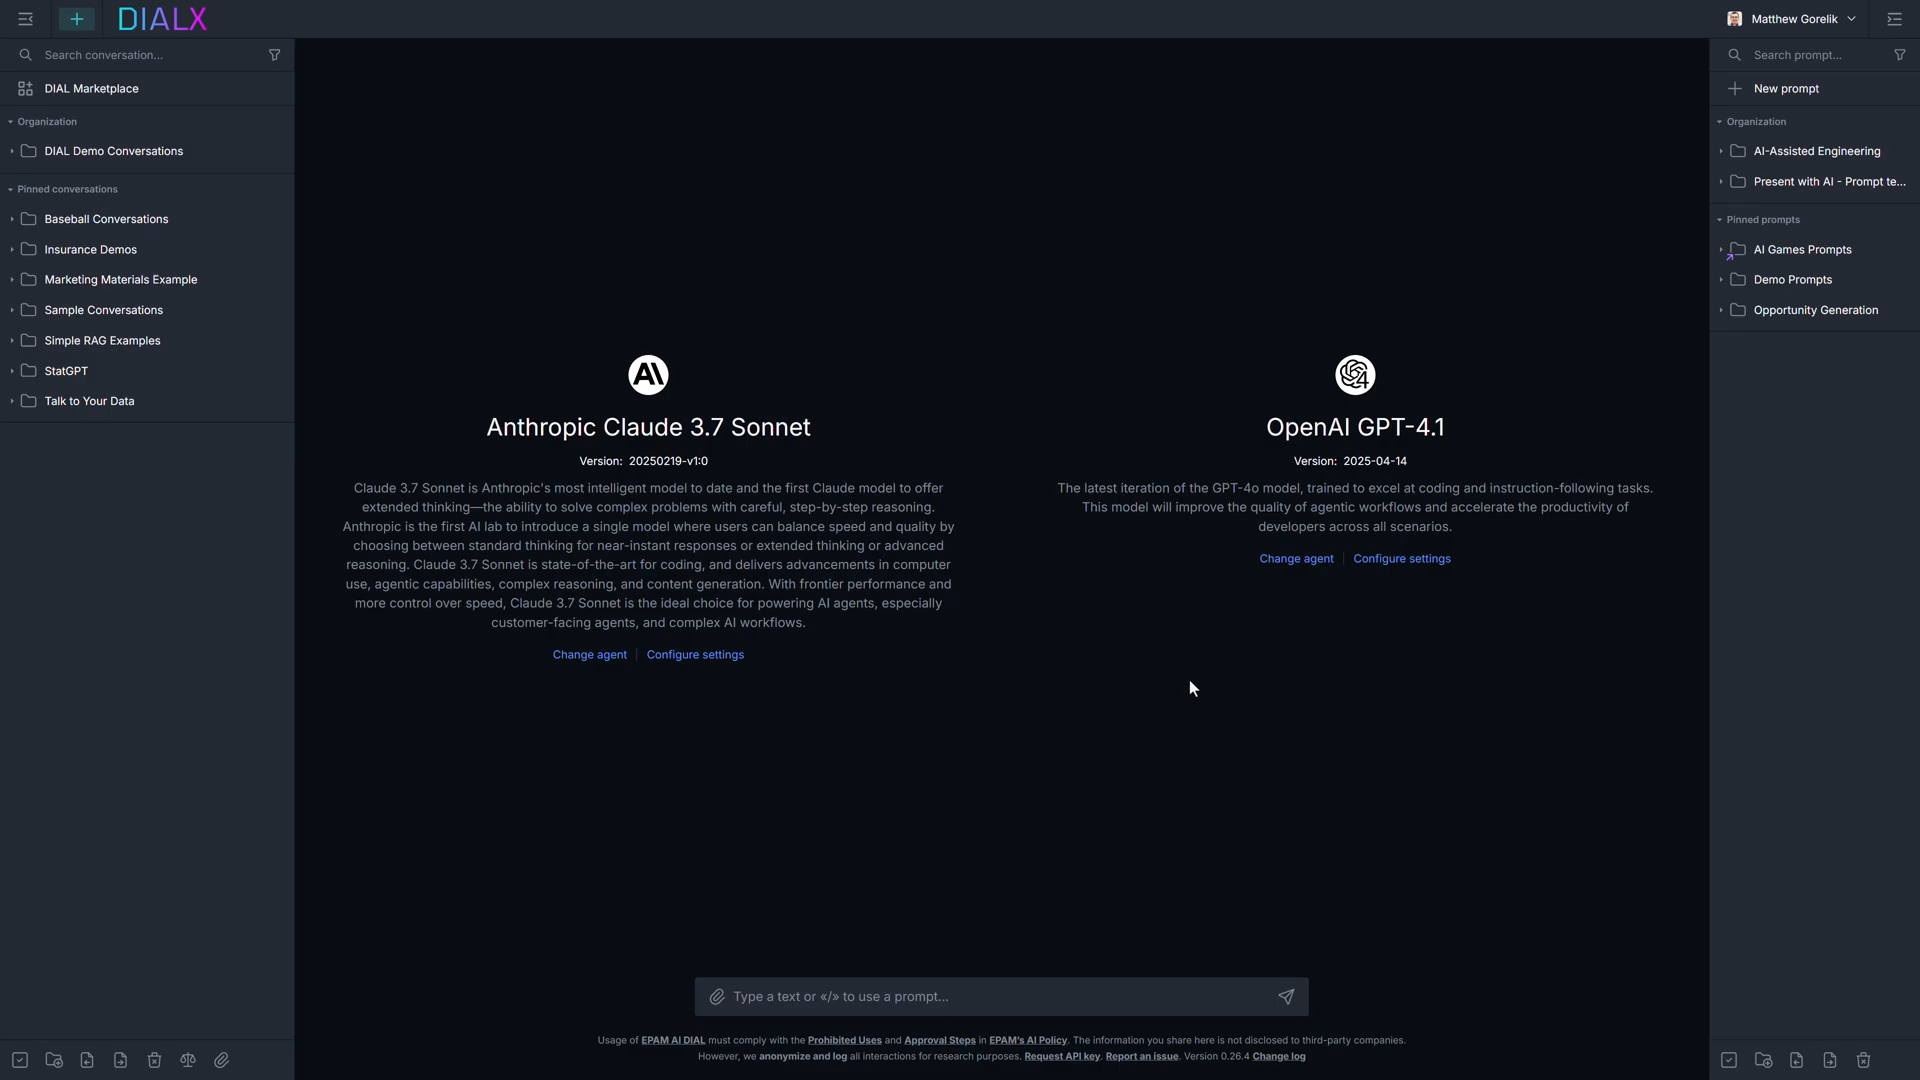 DIALX
Matthew Gorelik
Search conversation...
DIAL Marketplace
Organization
DIAL Demo Conversations
Pinned conversations
Baseball Conversations
Insurance Demos
Marketing Materials Example
Sample Conversations
Simple RAG Examples
StatGPT
Talk to Your Data
Anthropic Claude 3.7 Sonnet
Version: 20250219-v1:0
Claude 3.7 Sonnet is Anthropic's most intelligent model to date and the first Claude model to offer
extended thinking—the ability to solve complex problems with careful, step-by-step reasoning.
Anthropic is the first AI lab to introduce a single model where users can balance speed and quality by
choosing between standard thinking for near-instant responses or extended thinking or advanced
reasoning. Claude 3.7 Sonnet is state-of-the-art for coding, and delivers advancements in computer
use, agentic capabilities, complex reasoning, and content generation. With frontier performance and
more control over speed, Claude 3.7 Sonnet is the ideal choice for powering AI agents, especially
customer-facing agents, and complex AI workflows.
Change agent | Configure settings
OpenAI GPT-4.1
Version: 2025-04-14
The latest iteration of the GPT-4o model, trained to excel at coding and instruction-following tasks.
This model will improve the quality of agentic workflows and accelerate the productivity of
developers across all scenarios.
Change agent | Configure settings
Type a text or «/» to use a prompt...
Usage of EPAM AI DIAL must comply with the Prohibited Uses and Approval Steps in EPAM's AI Policy. The information you share here is not disclosed to third-party companies.
However, we anonymize and log all interactions for research purposes. Request API key. Report an issue. Version 0.26.4 Change log
Search prompt...
New prompt
Organization
AI-Assisted Engineering
Present with AI - Prompt te...
Pinned prompts
AI Games Prompts
Demo Prompts
Opportunity Generation